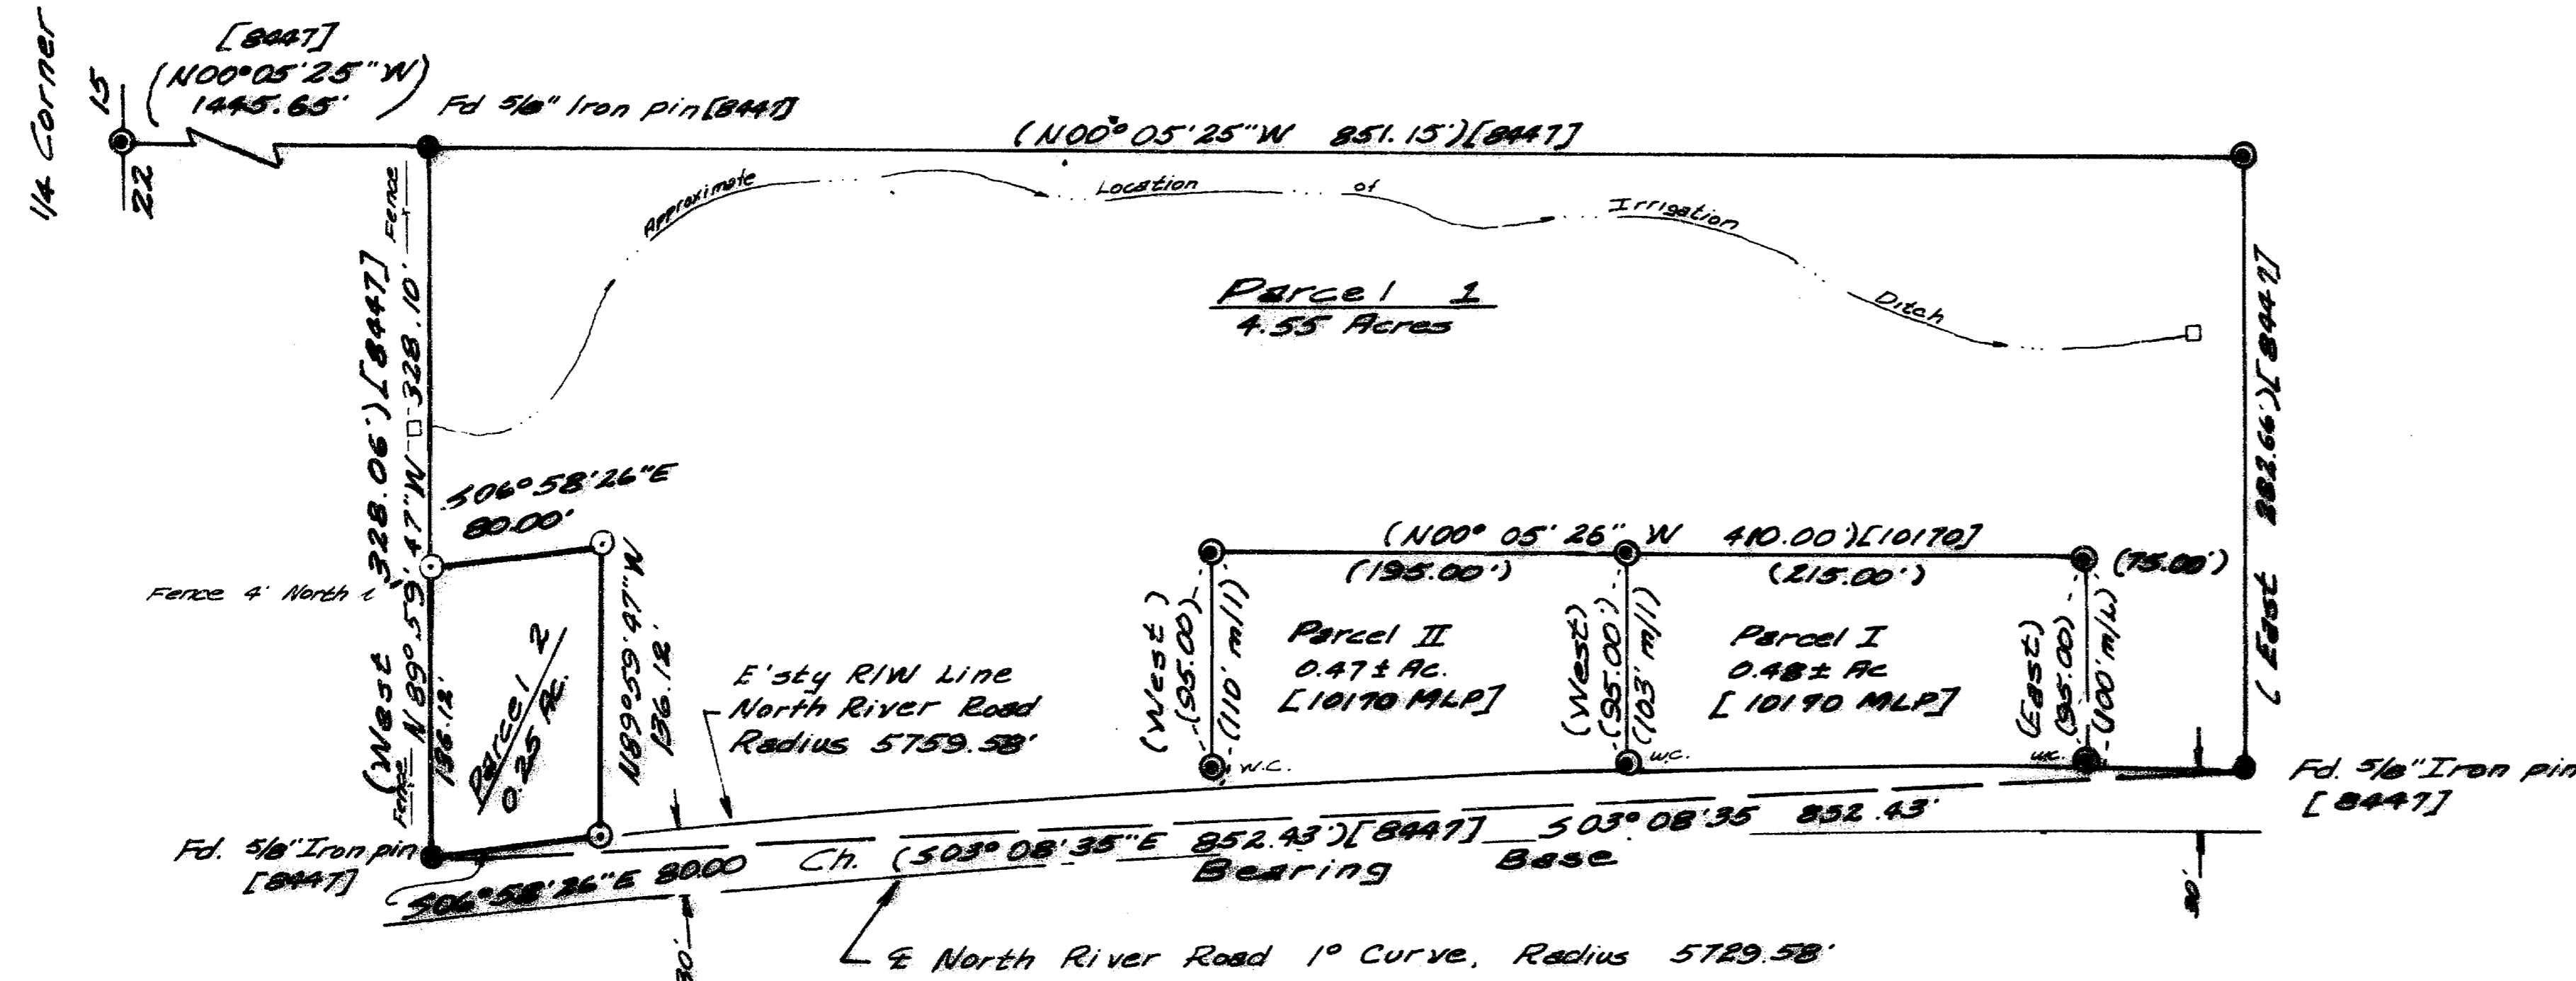 1/4 Corner
15
22
[8447]
(N00°05'25"W)
1445.65'
Fd 5/8" Iron pin [8447]
(N00°05'25"W 851.15')[8447]
Fence
Approximate Location of Irrigation Ditch
(West 328.06')[8447]
N89°59'47"W 328.10'
Parcel 1
4.55 Acres
(East 282.66')[8447]
S06°58'26"E
80.00'
Fence 4' North
Fence
136.12'
Parcel 2
0.25 Ac.
N89°59'47"W
136.12'
E'sty R/W Line
North River Road
Radius 5759.58'
(N00° 05' 25" W 410.00')[10170]
(195.00')
(215.00')
(75.00')
(West)
(95.00)
(110' m/l)
Parcel II
0.47± Ac.
[10170 MLP]
(West)
(95.00')
(103' m/l)
Parcel I
0.48± Ac
[10170 MLP]
(East)
(95.00)
(100' m/l)
W.C.
W.C.
W.C.
Fd. 5/8" Iron pin
[8447]
Fd. 5/8" Iron pin
[8447]
S06°58'26"E 80.00
Ch. (S03°08'35"E 852.43')[8447] S03°08'35 852.43'
Bearing Base
30'
30'
℄ North River Road 1° Curve, Radius 5729.58'